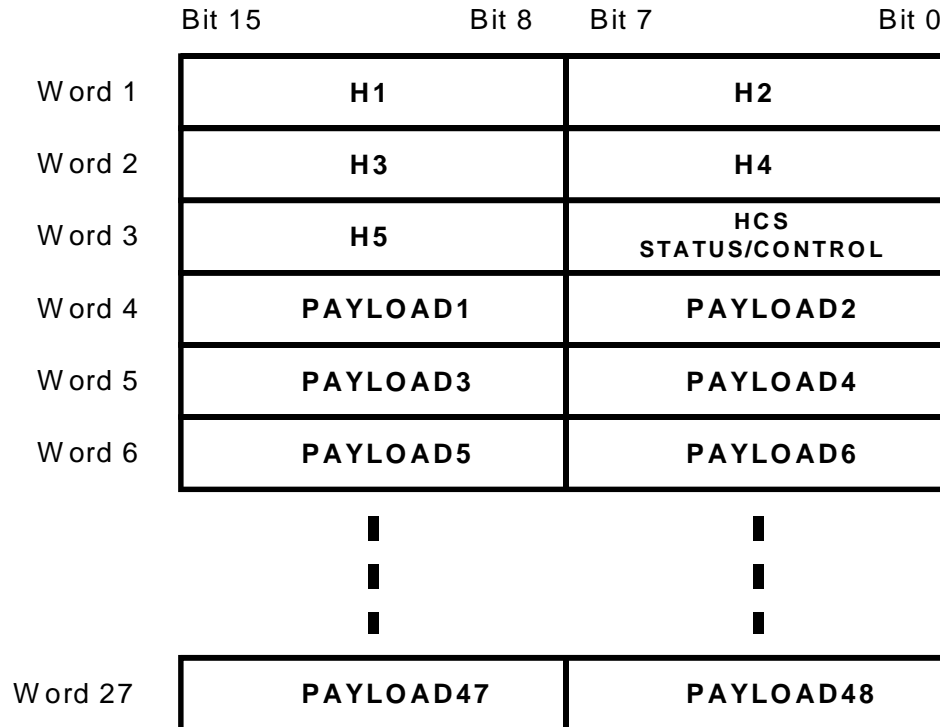 Bit 15 Bit 8 Bit 7 Bit 0
Word 1 H1 H2
Word 2 H3 H4
Word 3 H5 HCS
STATUS/CONTROL
Word 4 PAYLOAD1 PAYLOAD2
Word 5 PAYLOAD3 PAYLOAD4
Word 6 PAYLOAD5 PAYLOAD6
Word 27 PAYLOAD47 PAYLOAD48